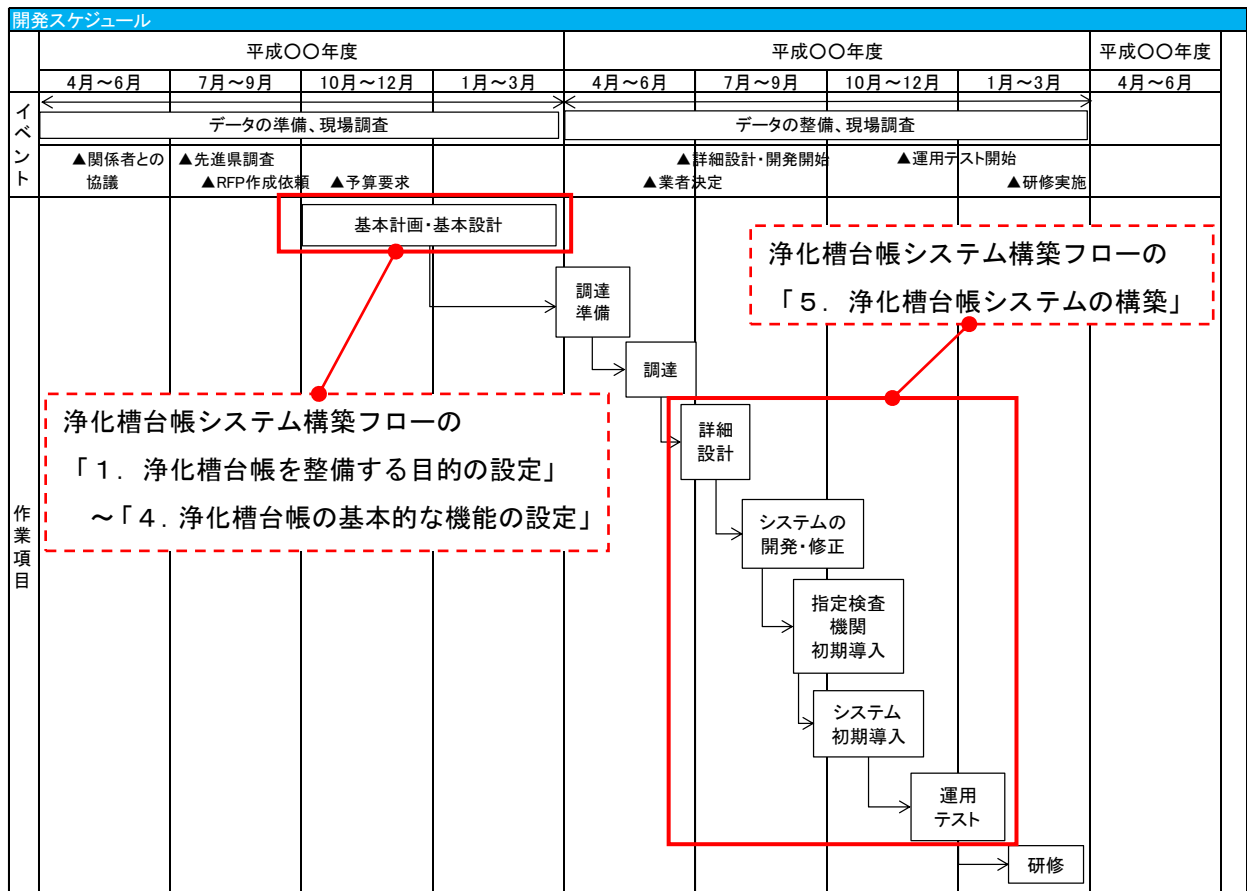 開発スケジュール
平成〇〇年度
平成〇〇年度
平成〇〇年度
4月～6月
7月～9月
10月～12月
1月～3月
4月～6月
7月～9月
10月～12月
1月～3月
4月～6月
イベント
データの準備、現場調査
データの整備、現場調査
▲関係者との
協議
▲先進県調査
▲RFP作成依頼
▲予算要求
▲詳細設計・開発開始
▲業者決定
▲運用テスト開始
▲研修実施
作業項目
基本計画・基本設計
浄化槽台帳システム構築フローの
「５．浄化槽台帳システムの構築」
調達
準備
調達
浄化槽台帳システム構築フローの
「１．浄化槽台帳を整備する目的の設定」
～「４．浄化槽台帳の基本的な機能の設定」
詳細
設計
システムの
開発・修正
指定検査
機関
初期導入
システム
初期導入
運用
テスト
研修